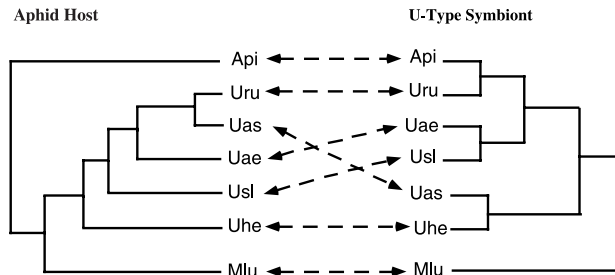 Aphid Host
U-Type Symbiont
Api
Api
Uru
Uru
Uas
Uae
Uae
Usl
Usl
Uas
Uhe
Uhe
Mlu
Mlu